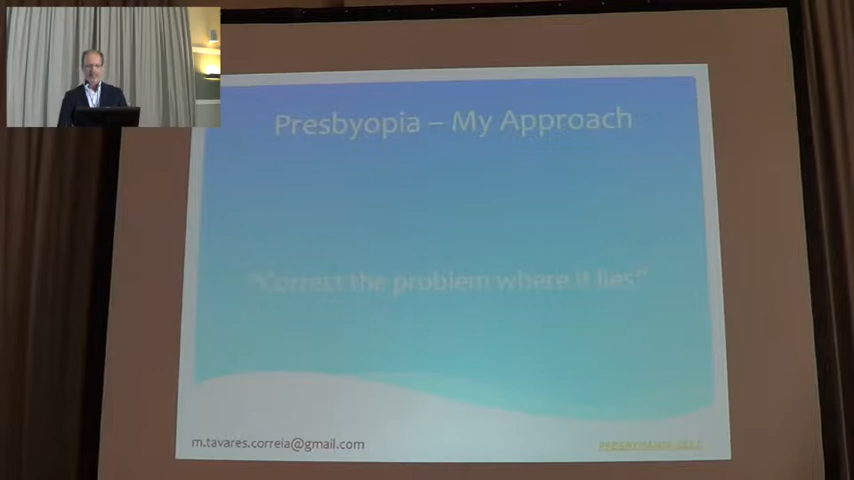 Presbyopia – My Approach
"Correct the problem where it lies"
m.tavares.correia@gmail.com